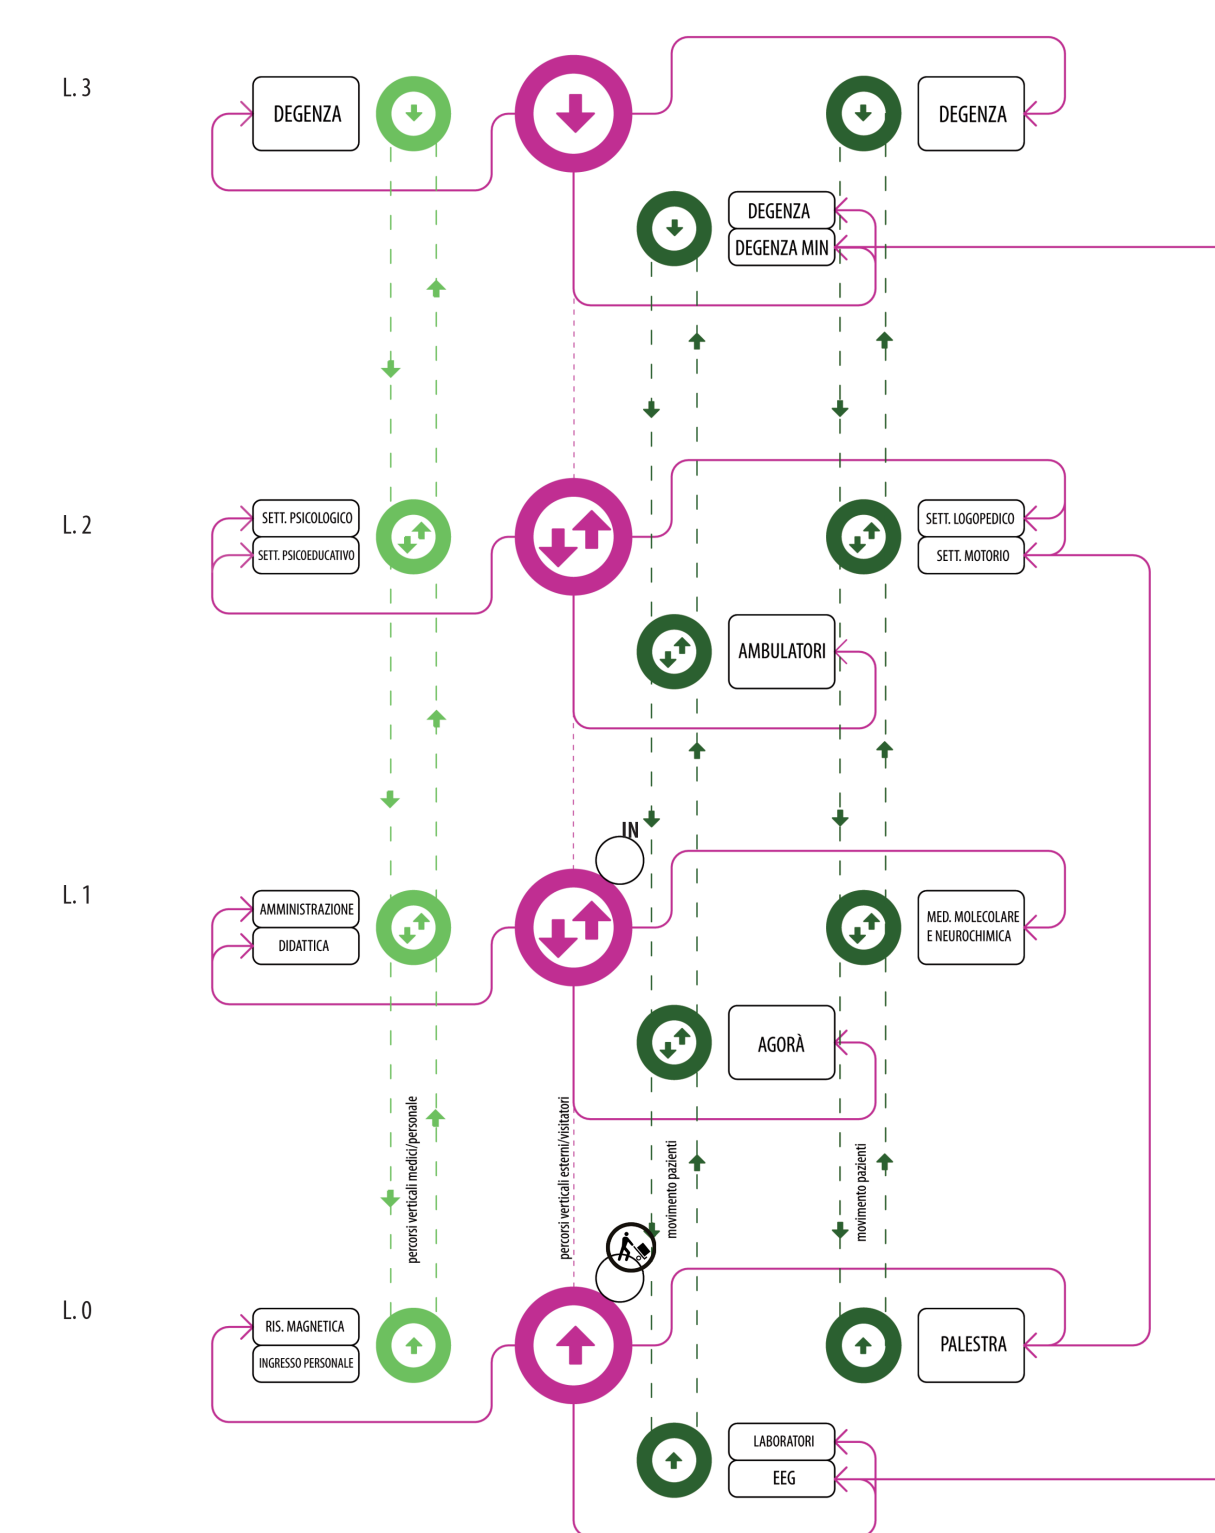 L. 3
DEGENZA
DEGENZA
DEGENZA
DEGENZA MIN
L. 2
SETT. PSICOLOGICO
SETT. PSICOEDUCATIVO
SETT. LOGOPEDICO
SETT. MOTORIO
AMBULATORI
IN
L. 1
AMMINISTRAZIONE
DIDATTICA
MED. MOLECOLARE
E NEUROCHIMICA
AGORÀ
percorsi verticali medici/personale
percorsi verticali esterni/visitatori
movimento pazienti
movimento pazienti
L. 0
RIS. MAGNETICA
INGRESSO PERSONALE
PALESTRA
LABORATORI
EEG